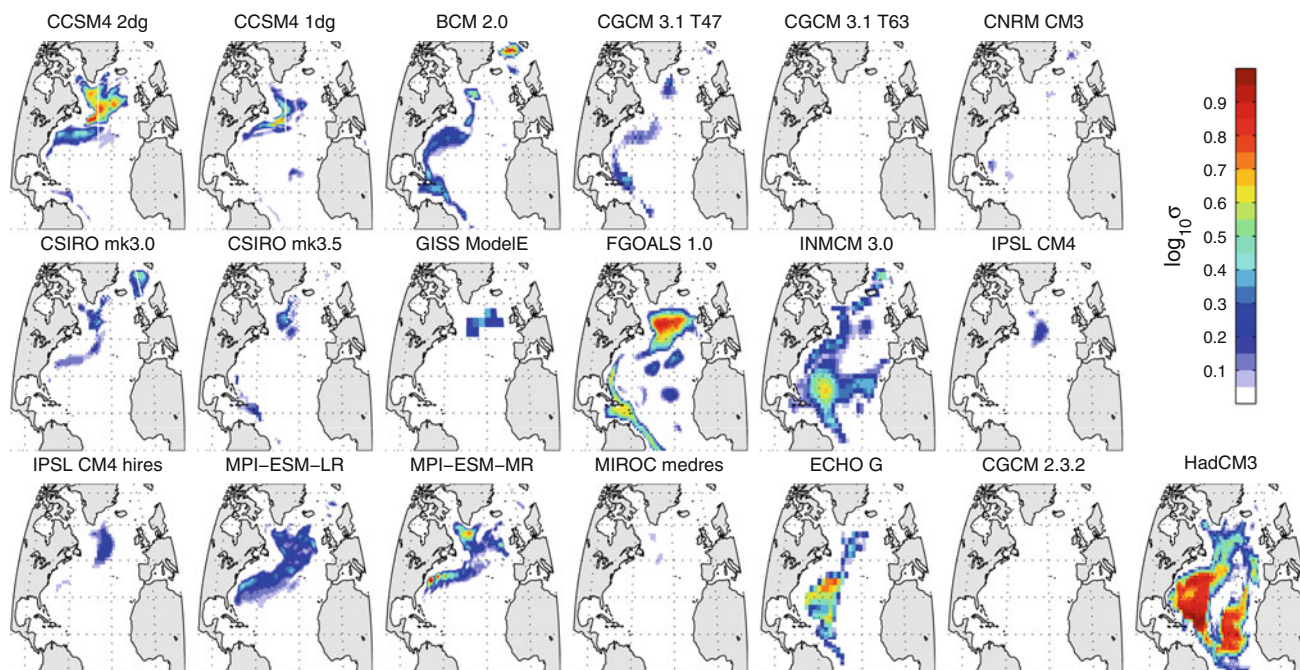 CCSM4 2dg
CCSM4 1dg
BCM 2.0
CGCM 3.1 T47
CGCM 3.1 T63
CNRM CM3
CSIRO mk3.0
CSIRO mk3.5
GISS ModelE
FGOALS 1.0
INMCM 3.0
IPSL CM4
IPSL CM4 hires
MPI−ESM−LR
MPI−ESM−MR
MIROC medres
ECHO G
CGCM 2.3.2
HadCM3
log₁₀σ
0.9
0.8
0.7
0.6
0.5
0.4
0.3
0.2
0.1